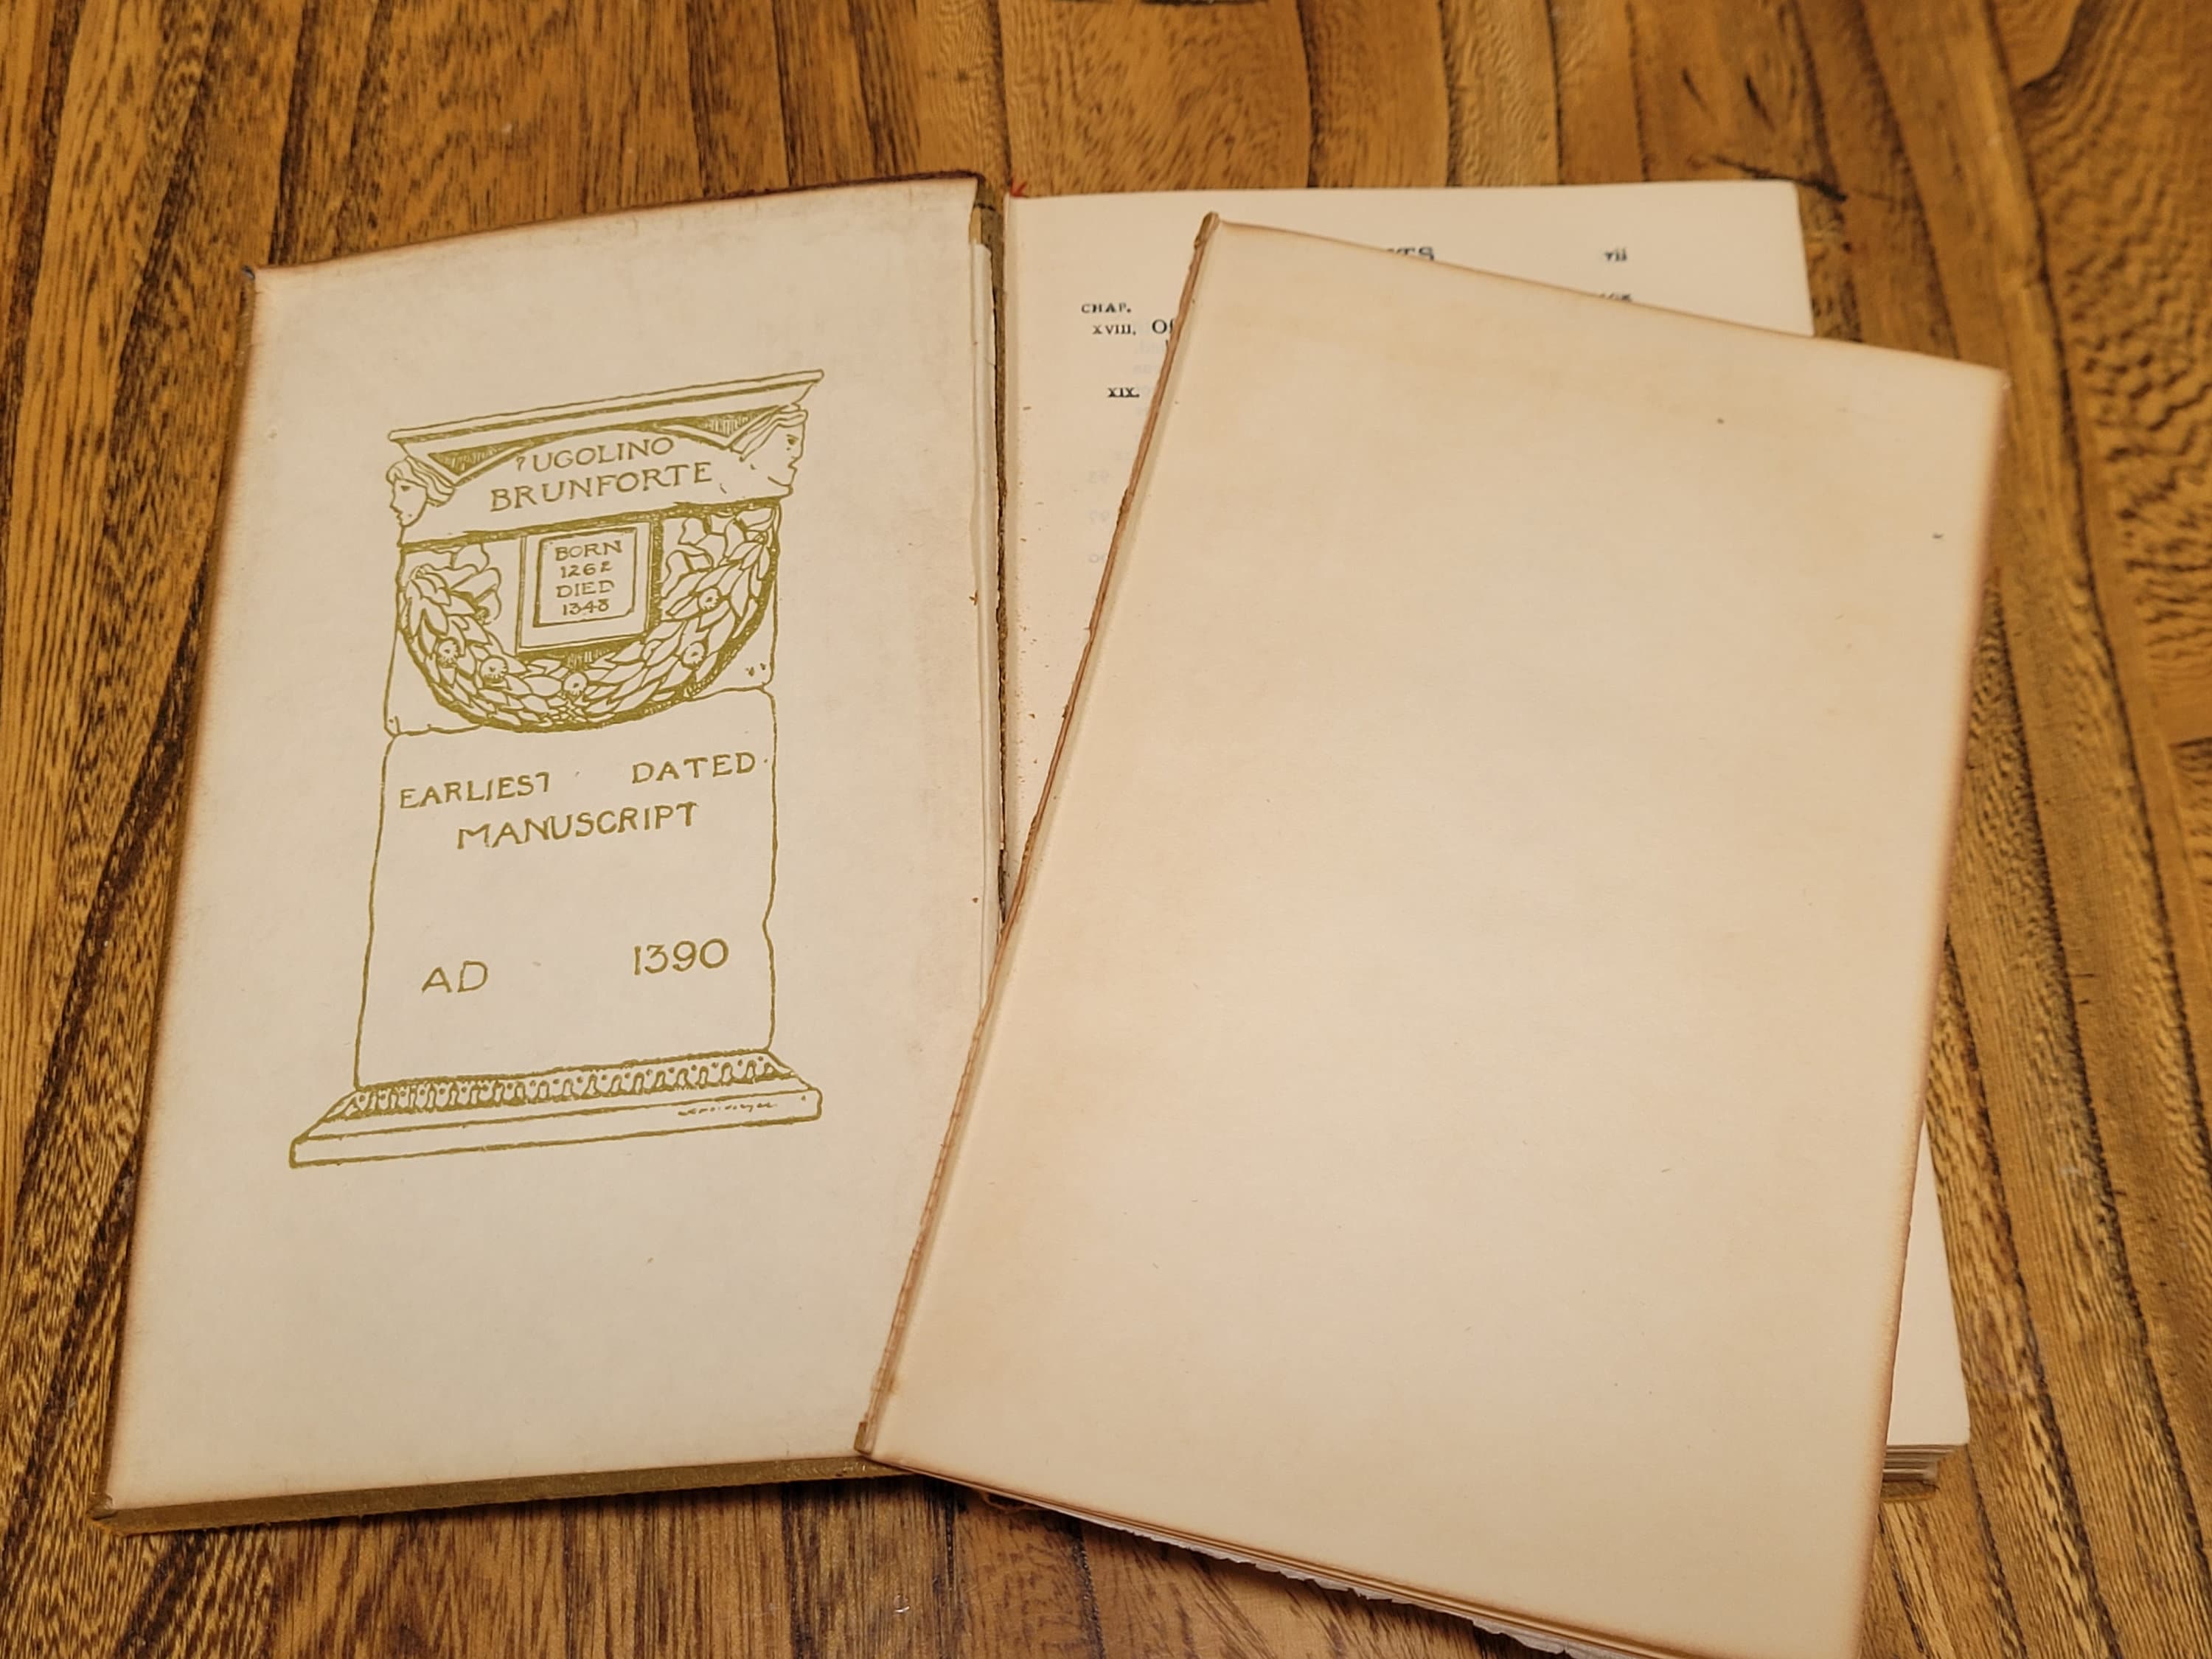 ? UGOLINO
BRUNFORTE
BORN
1262
DIED
1348
EARLIEST DATED
MANUSCRIPT
AD 1390
vii
CHAP.
XVIII.
XIX.